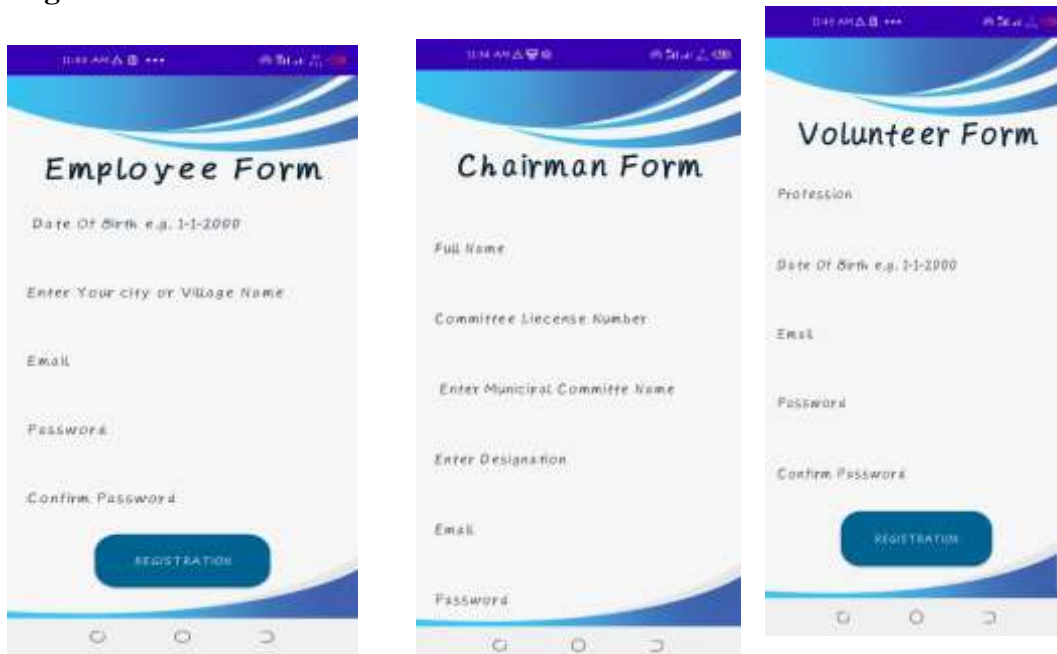 Employee Form
Date Of Birth e.g. 1-1-2000
Enter Your city or Village Name
Email
Password
Confirm Password
REGISTRATION
Chairman Form
Full Name
Committee Liecense Number
Enter Municipal Committe Name
Enter Designation
Email
Password
Volunteer Form
Profession
Date Of Birth e.g. 1-1-2000
Email
Password
Confirm Password
REGISTRATION